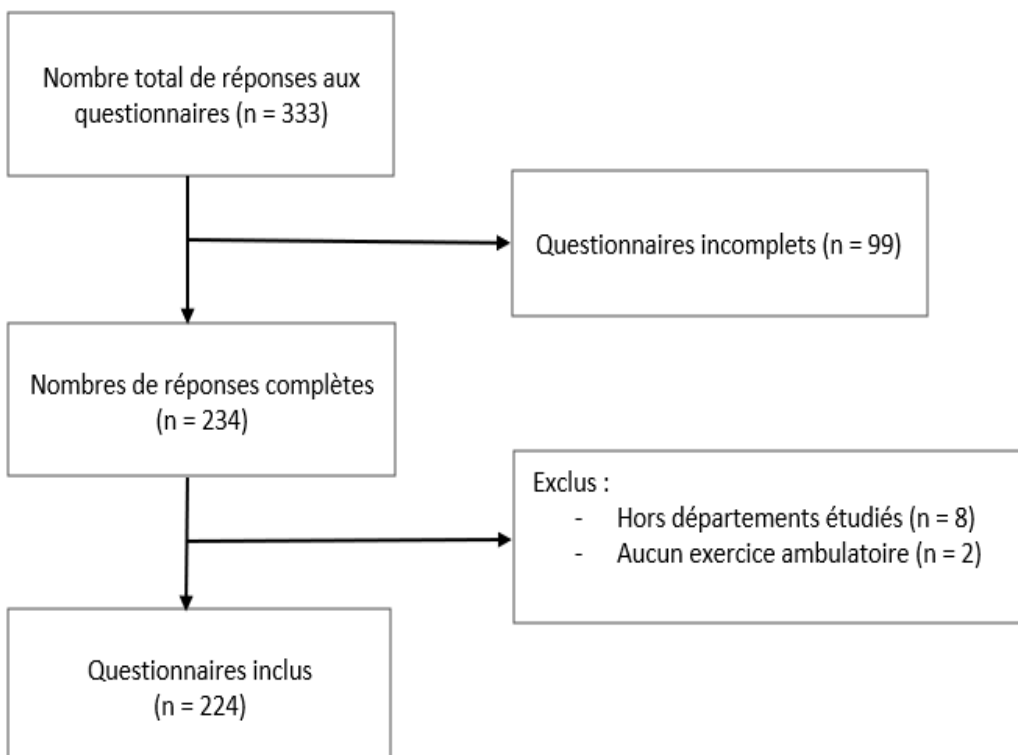 Nombre total de réponses aux
questionnaires (n = 333)
Questionnaires incomplets (n = 99)
Nombres de réponses complètes
(n = 234)
Exclus :
- Hors départements étudiés (n = 8)
- Aucun exercice ambulatoire (n = 2)
Questionnaires inclus
(n = 224)